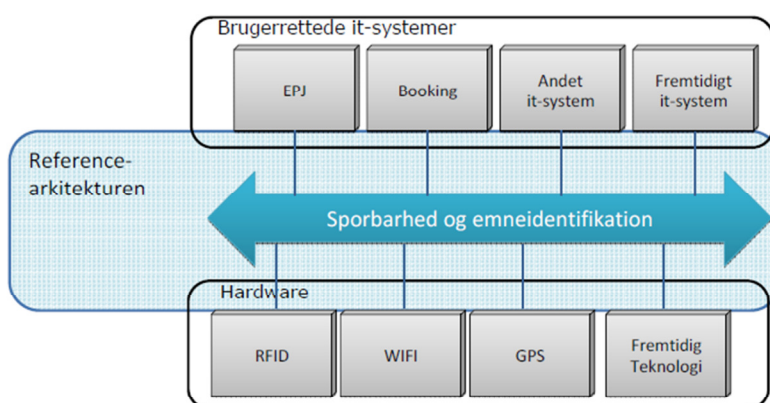 Brugerrettede it-systemer
EPJ
Booking
Andet
it-system
Fremtidigt
it-system
Reference-
arkitekturen
Sporbarhed og emneidentifikation
Hardware
RFID
WIFI
GPS
Fremtidig
Teknologi